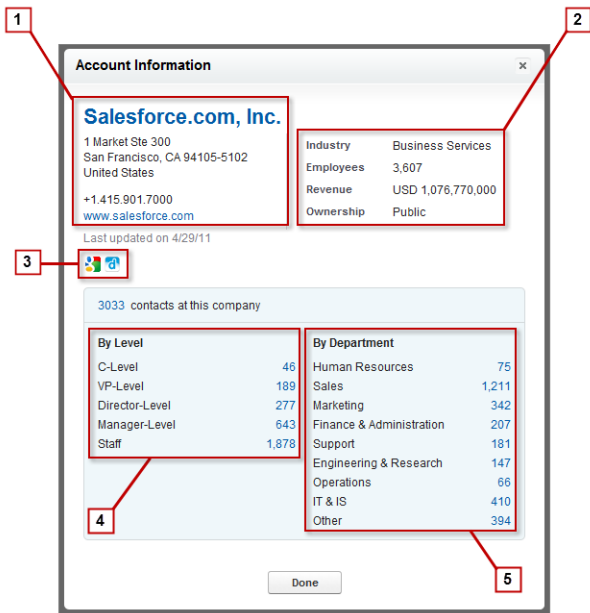 1
2
Account Information
Salesforce.com, Inc.
1 Market Ste 300
San Francisco, CA 94105-5102
United States
+1.415.901.7000
www.salesforce.com
Industry Business Services
Employees 3,607
Revenue USD 1,076,770,000
Ownership Public
Last updated on 4/29/11
3
3033 contacts at this company
By Level
C-Level 46
VP-Level 189
Director-Level 277
Manager-Level 643
Staff 1,878
4
By Department
Human Resources 75
Sales 1,211
Marketing 342
Finance & Administration 207
Support 181
Engineering & Research 147
Operations 66
IT & IS 410
Other 394
5
Done